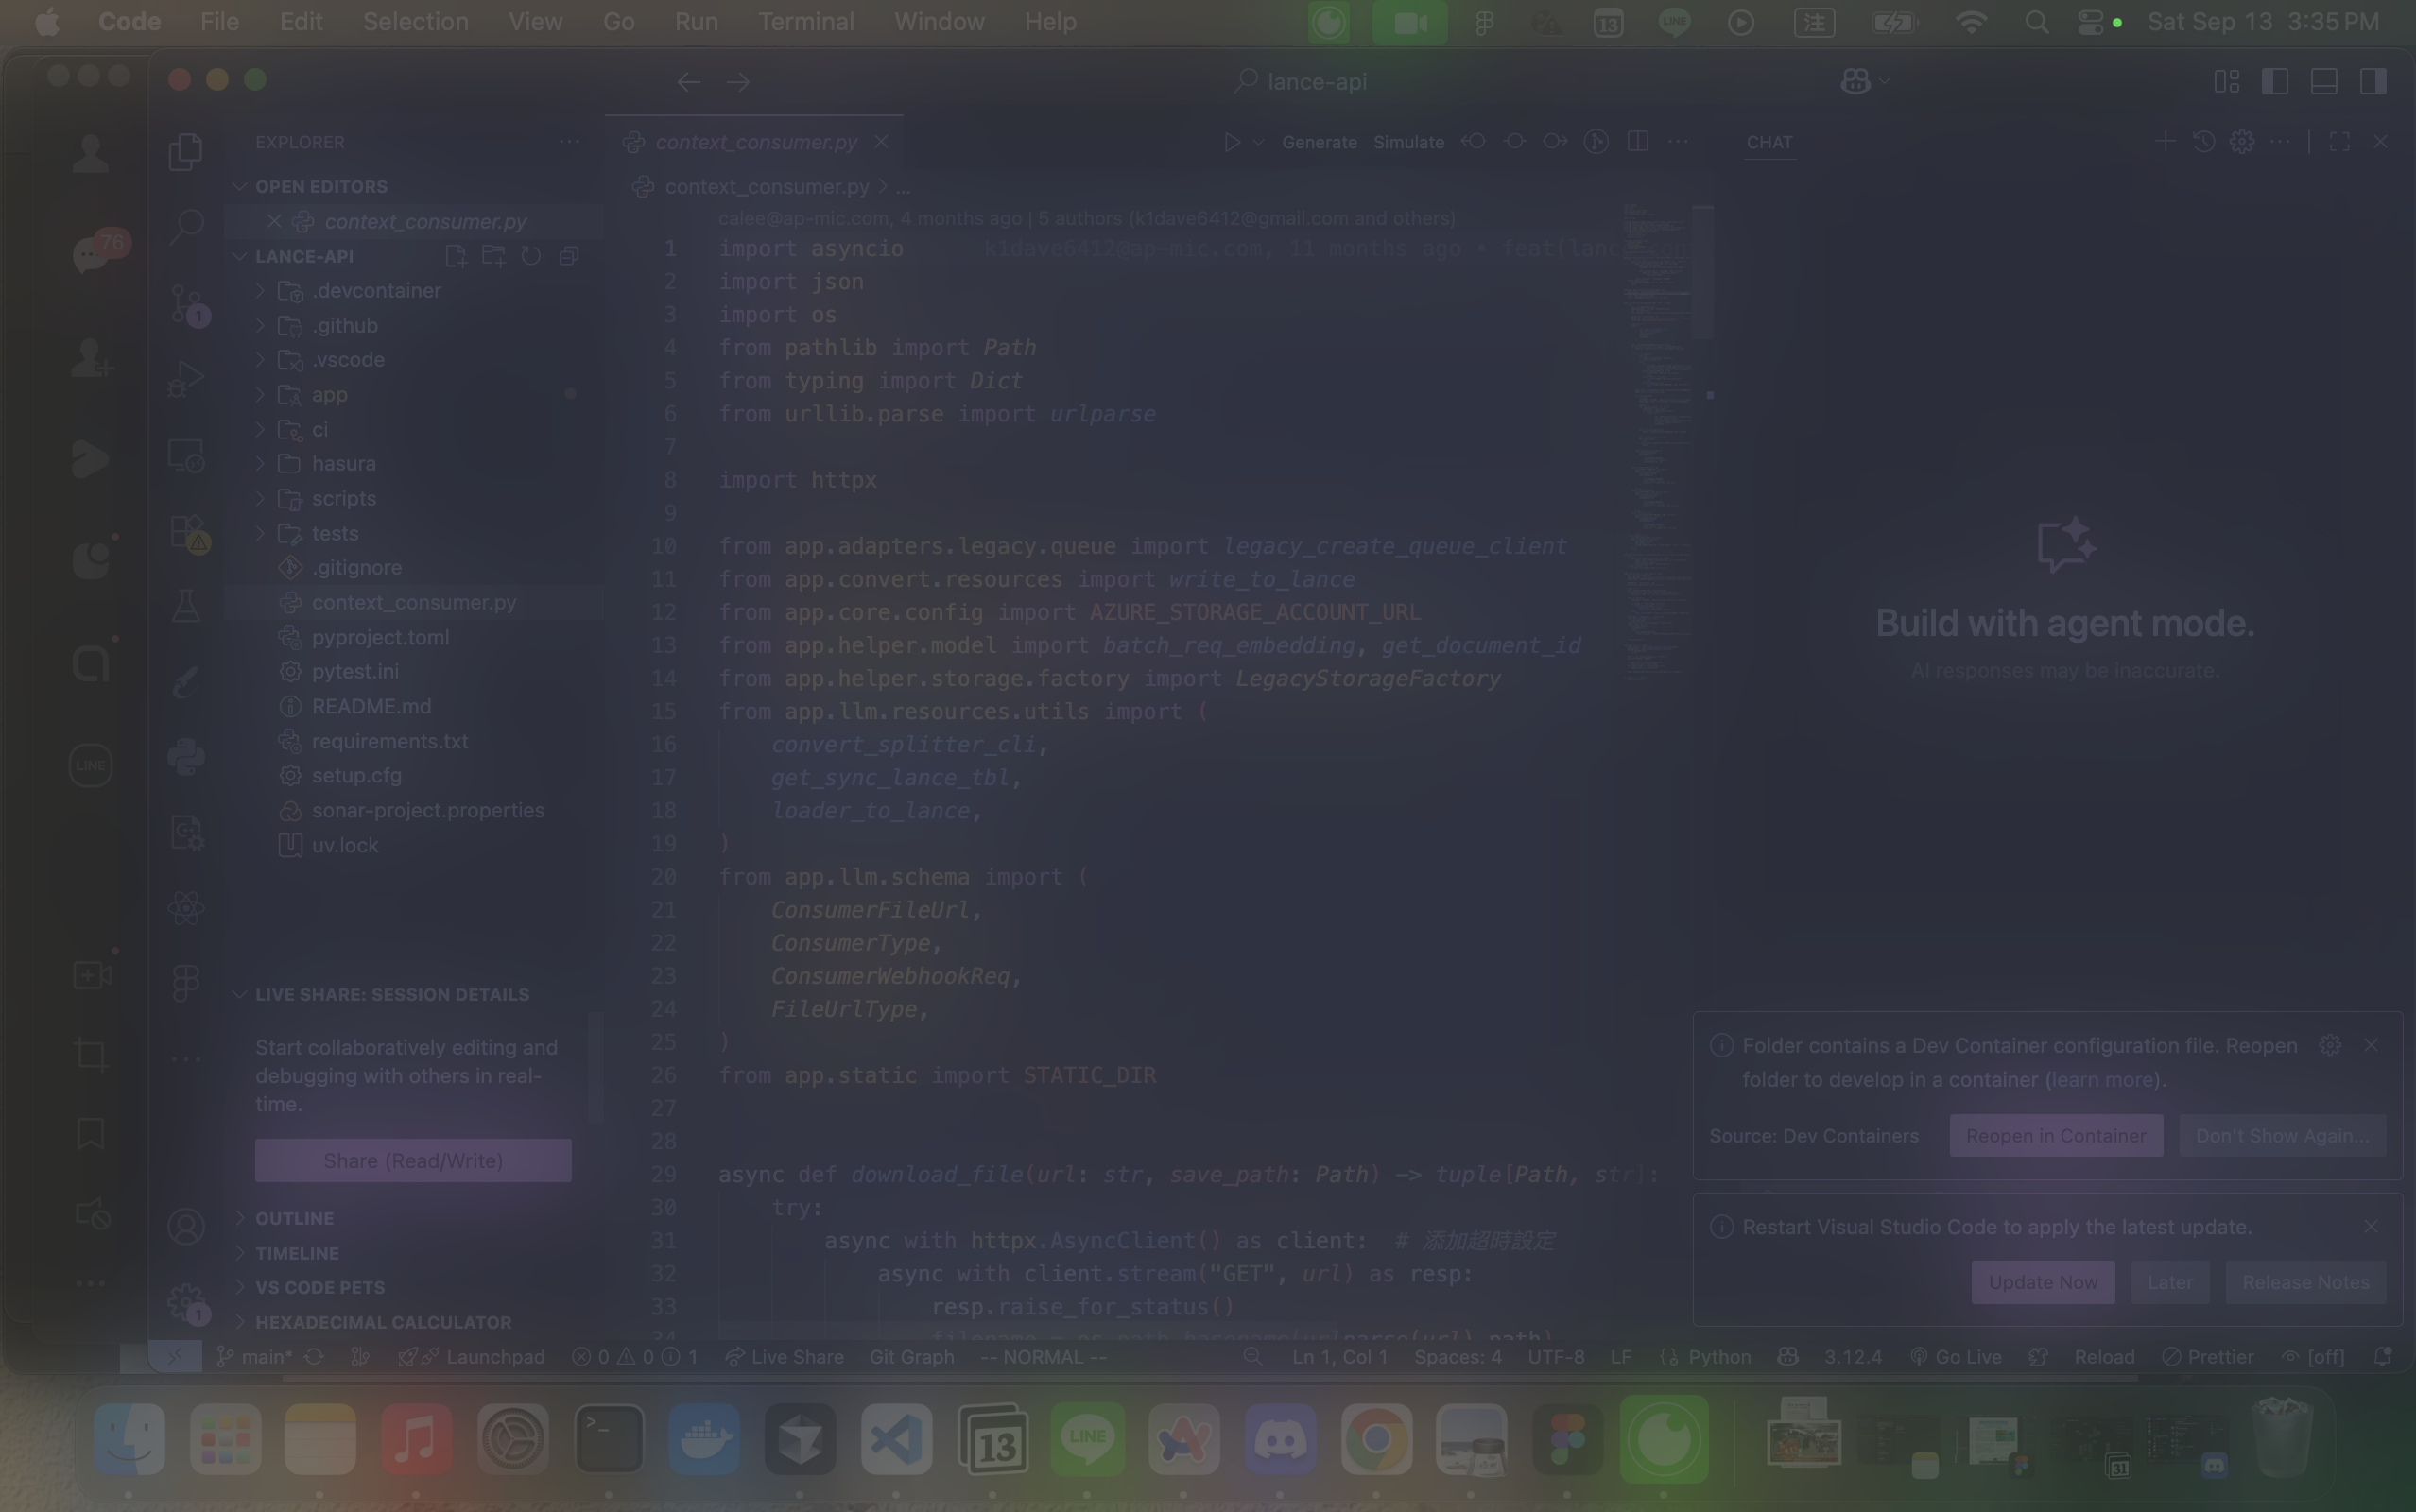 Code File Edit Selection View Go Run Terminal Window Help 13 LINE 注 Sat Sep 13 3:35 PM
lance-api
EXPLORER
OPEN EDITORS
context_consumer.py
LANCE-API
.devcontainer
.github
.vscode
app
ci
hasura
scripts
tests
.gitignore
context_consumer.py
pyproject.toml
pytest.ini
README.md
requirements.txt
setup.cfg
sonar-project.properties
uv.lock
LIVE SHARE: SESSION DETAILS
Start collaboratively editing and
debugging with others in real-
time.
Share (Read/Write)
OUTLINE
TIMELINE
VS CODE PETS
HEXADECIMAL CALCULATOR
76
1
LINE
1
context_consumer.py
Generate Simulate
context_consumer.py > ...
calee@ap-mic.com, 4 months ago | 5 authors (k1dave6412@gmail.com and others)
1 import asyncio k1dave6412@ap-mic.com, 11 months ago • feat(lanc
2 import json
3 import os
4 from pathlib import Path
5 from typing import Dict
6 from urllib.parse import urlparse
7
8 import httpx
9
10 from app.adapters.legacy.queue import legacy_create_queue_client
11 from app.convert.resources import write_to_lance
12 from app.core.config import AZURE_STORAGE_ACCOUNT_URL
13 from app.helper.model import batch_req_embedding, get_document_id
14 from app.helper.storage.factory import LegacyStorageFactory
15 from app.llm.resources.utils import (
16 convert_splitter_cli,
17 get_sync_lance_tbl,
18 loader_to_lance,
19 )
20 from app.llm.schema import (
21 ConsumerFileUrl,
22 ConsumerType,
23 ConsumerWebhookReq,
24 FileUrlType,
25 )
26 from app.static import STATIC_DIR
27
28
29 async def download_file(url: str, save_path: Path) -> tuple[Path, str]:
30 try:
31 async with httpx.AsyncClient() as client: # 添加超時設定
32 async with client.stream("GET", url) as resp:
33 resp.raise_for_status()
34 filename = os.path.basename(urlparse(url).path)
CHAT
Build with agent mode.
AI responses may be inaccurate.
Folder contains a Dev Container configuration file. Reopen
folder to develop in a container (learn more).
Source: Dev Containers Reopen in Container Don't Show Again...
Restart Visual Studio Code to apply the latest update.
Update Now Later Release Notes
main* Launchpad 0 0 1 Live Share Git Graph -- NORMAL -- Ln 1, Col 1 Spaces: 4 UTF-8 LF Python 3.12.4 Go Live Reload Prettier [off]
13 LINE 31